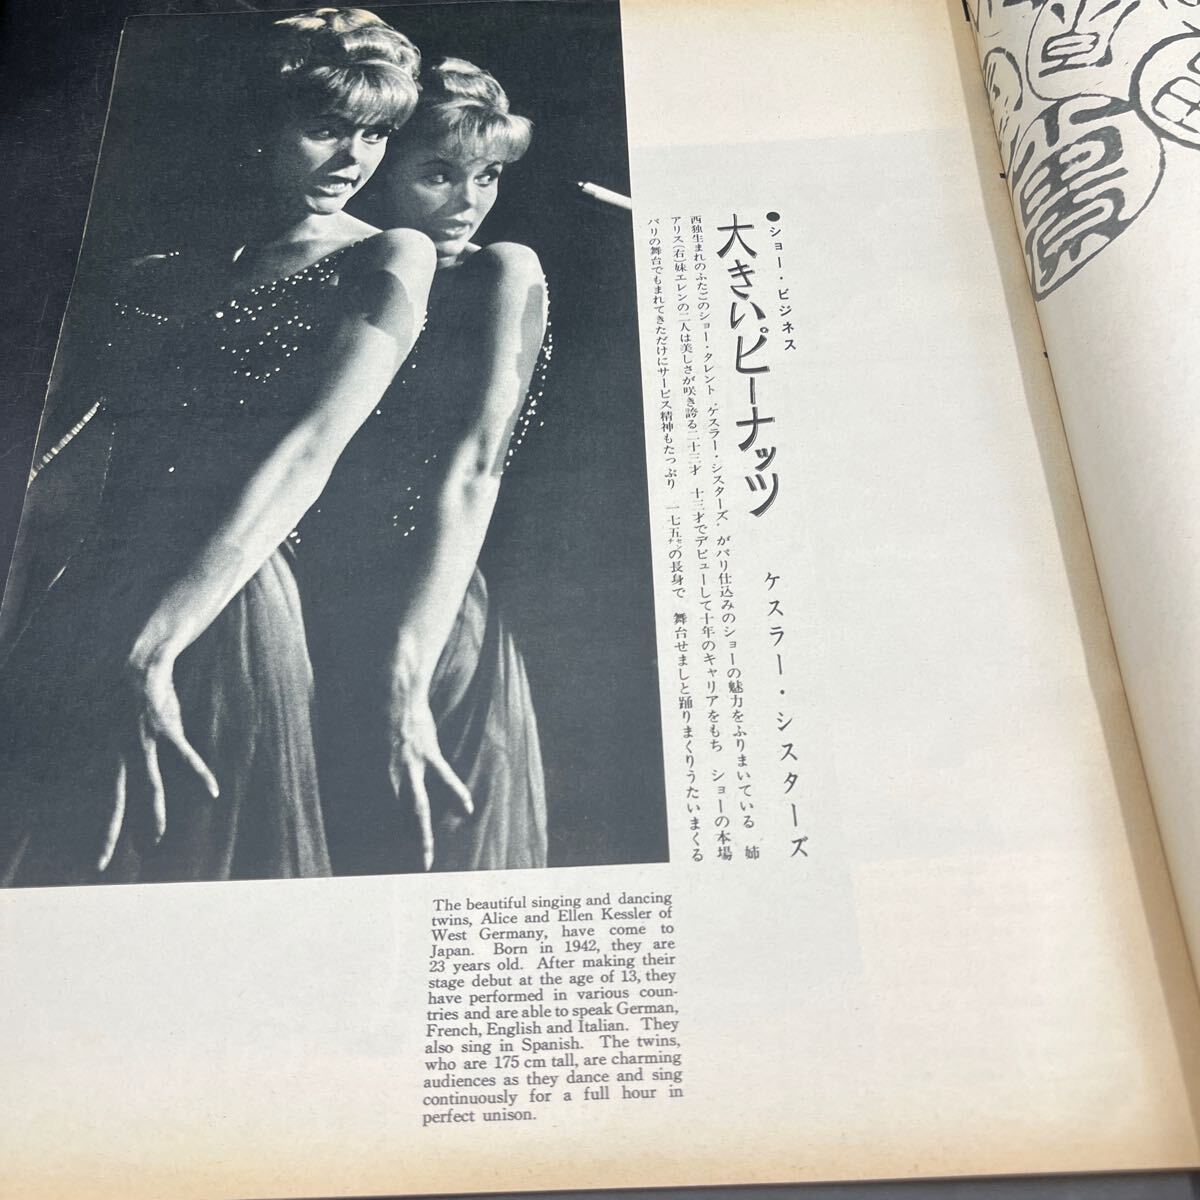 ●ショー・ビジネス
大きいピーナッツ
ケスラー・シスターズ
西独生まれのふたごのショー・タレント“ケスラー・シスターズ”がパリ仕込みのショーの魅力をふりまいている 姉
アリス(右)妹エレンの二人は美しさが咲き誇る二十三才 十三才でデビューして十年のキャリアをもち ショーの本場
パリの舞台でもまれてきただけにサービス精神もたっぷり 一七五センチの長身で 舞台せましと踊りまくりうたいまくる
The beautiful singing and dancing
twins, Alice and Ellen Kessler of
West Germany, have come to
Japan. Born in 1942, they are
23 years old. After making their
stage debut at the age of 13, they
have performed in various coun-
tries and are able to speak German,
French, English and Italian. They
also sing in Spanish. The twins,
who are 175 cm tall, are charming
audiences as they dance and sing
continuously for a full hour in
perfect unison.